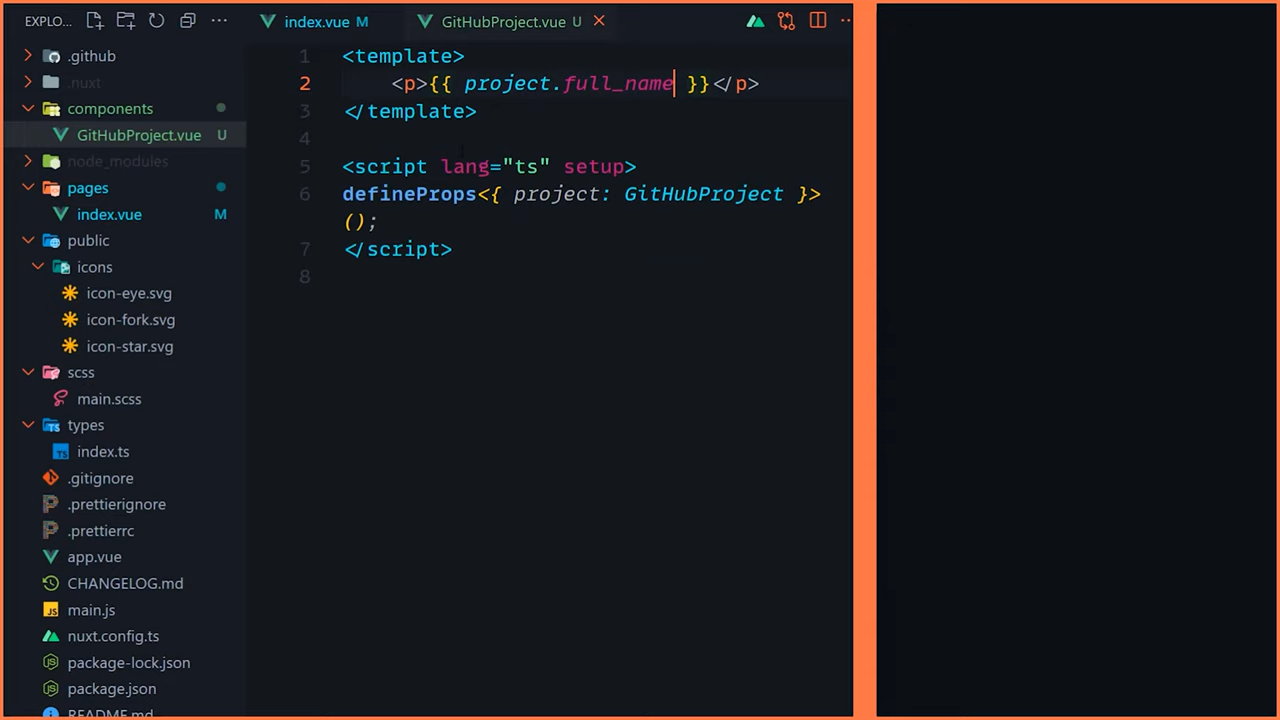 EXPLO...
index.vue M
GitHubProject.vue U
.github
.nuxt
components
GitHubProject.vue U
node_modules
pages
index.vue M
public
icons
icon-eye.svg
icon-fork.svg
icon-star.svg
scss
main.scss
types
index.ts
.gitignore
.prettierignore
.prettierrc
app.vue
CHANGELOG.md
main.js
nuxt.config.ts
package-lock.json
package.json
README.md
1 <template>
2 <p>{{ project.full_name }}</p>
3 </template>
4
5 <script lang="ts" setup>
6 defineProps<{ project: GitHubProject }>
();
7 </script>
8